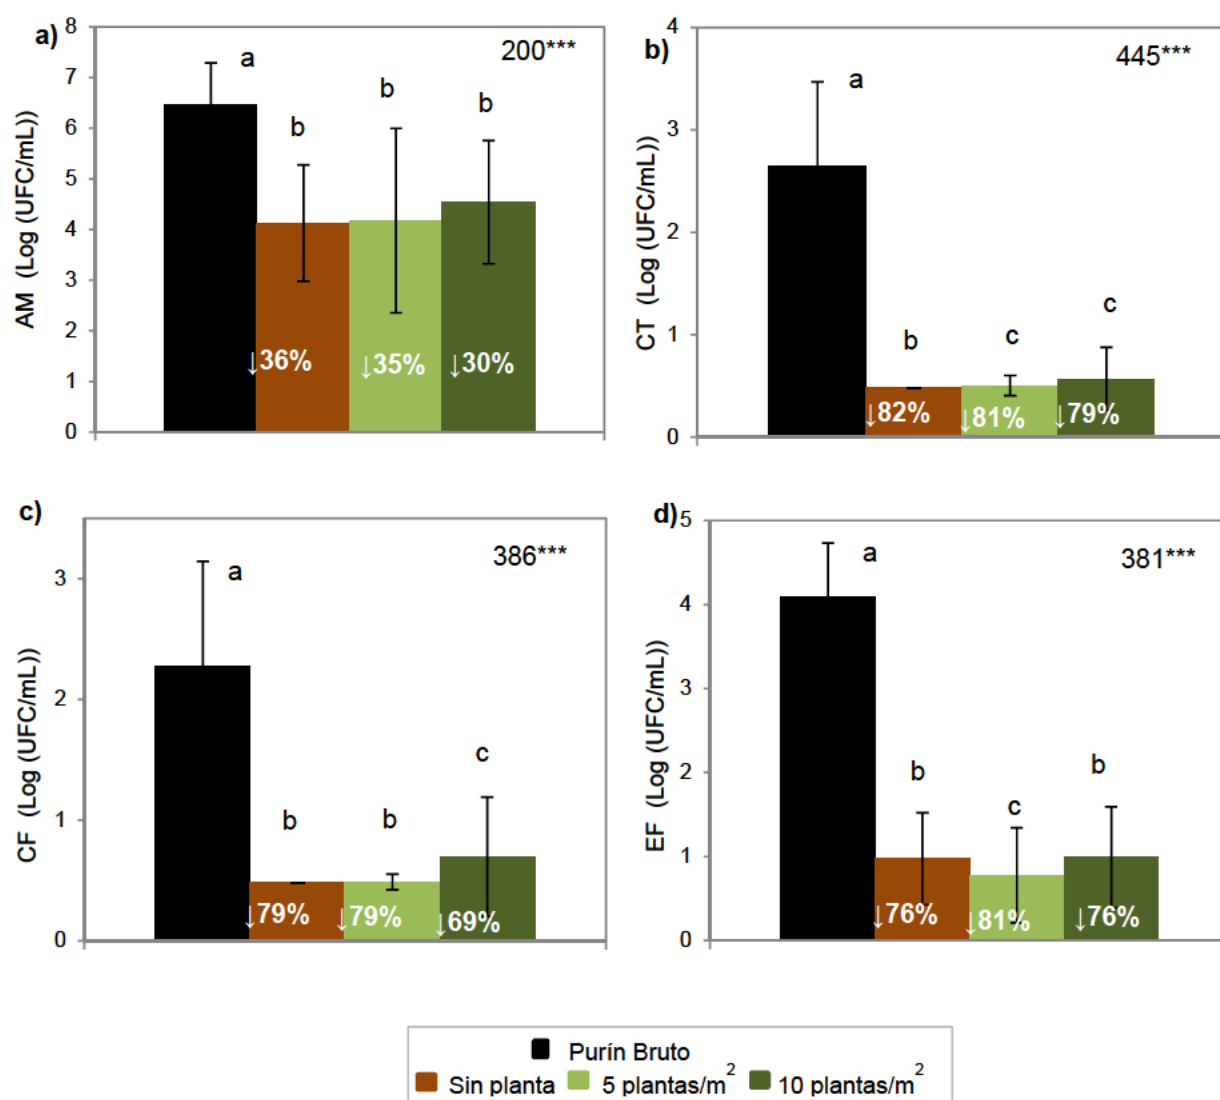 a)
AM (Log (UFC/mL))
8
7
6
5
4
3
2
1
0
200***
a
b
b
b
↓36%
↓35%
↓30%
b)
CT (Log (UFC/mL))
4
3
2
1
0
445***
a
b
c
c
↓82%
↓81%
↓79%
c)
CF (Log (UFC/mL))
3
2
1
0
386***
a
b
b
c
↓79%
↓79%
↓69%
d)
EF (Log (UFC/mL))
5
4
3
2
1
0
381***
a
b
c
b
↓76%
↓81%
↓76%
Purín Bruto
Sin planta 5 plantas/m² 10 plantas/m²